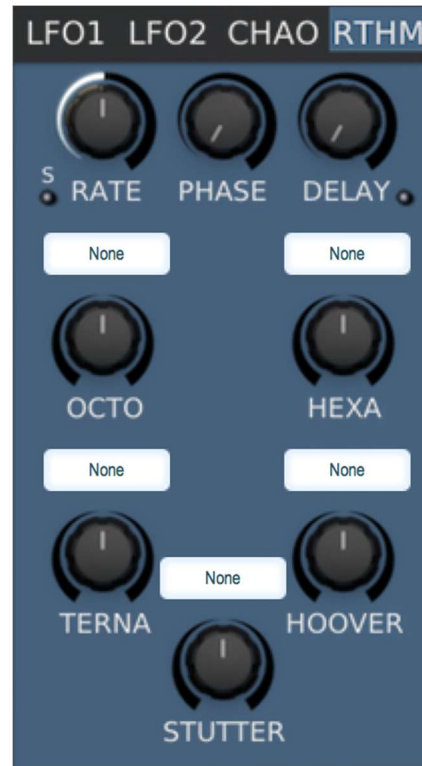 LFO1 LFO2 CHAO RTHM
S
RATE PHASE DELAY
None None
OCTO HEXA
None None
None
TERNA HOOVER
STUTTER